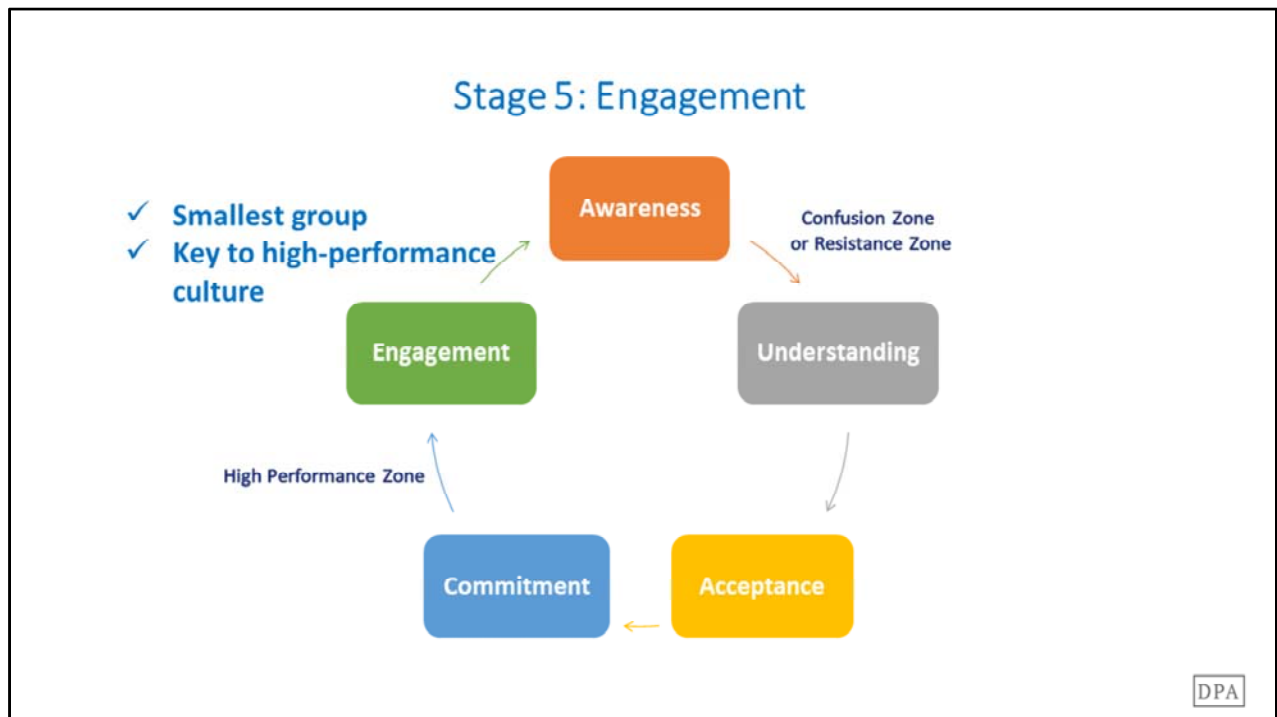 Stage 5: Engagement
✓ Smallest group
✓ Key to high-performance
culture
Awareness
Confusion Zone
or Resistance Zone
Engagement
Understanding
High Performance Zone
Commitment
Acceptance
DPA